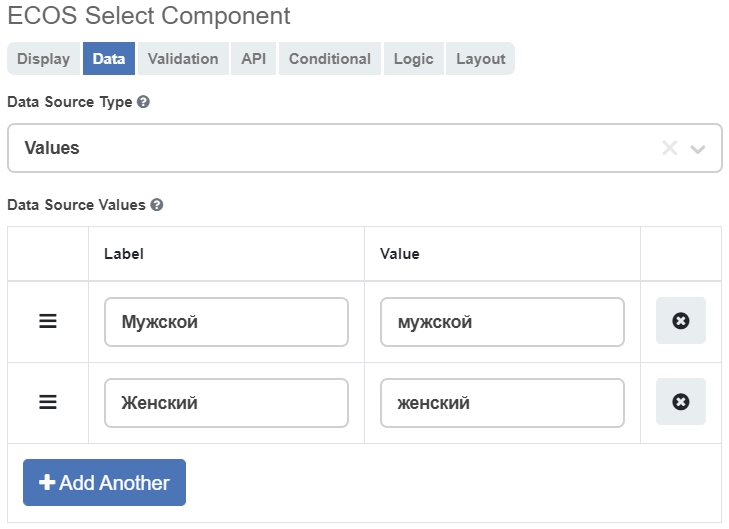 ECOS Select Component
Display Data Validation API Conditional Logic Layout
Data Source Type
Values
Data Source Values
Label Value
Мужской мужской
Женский женский
Add Another